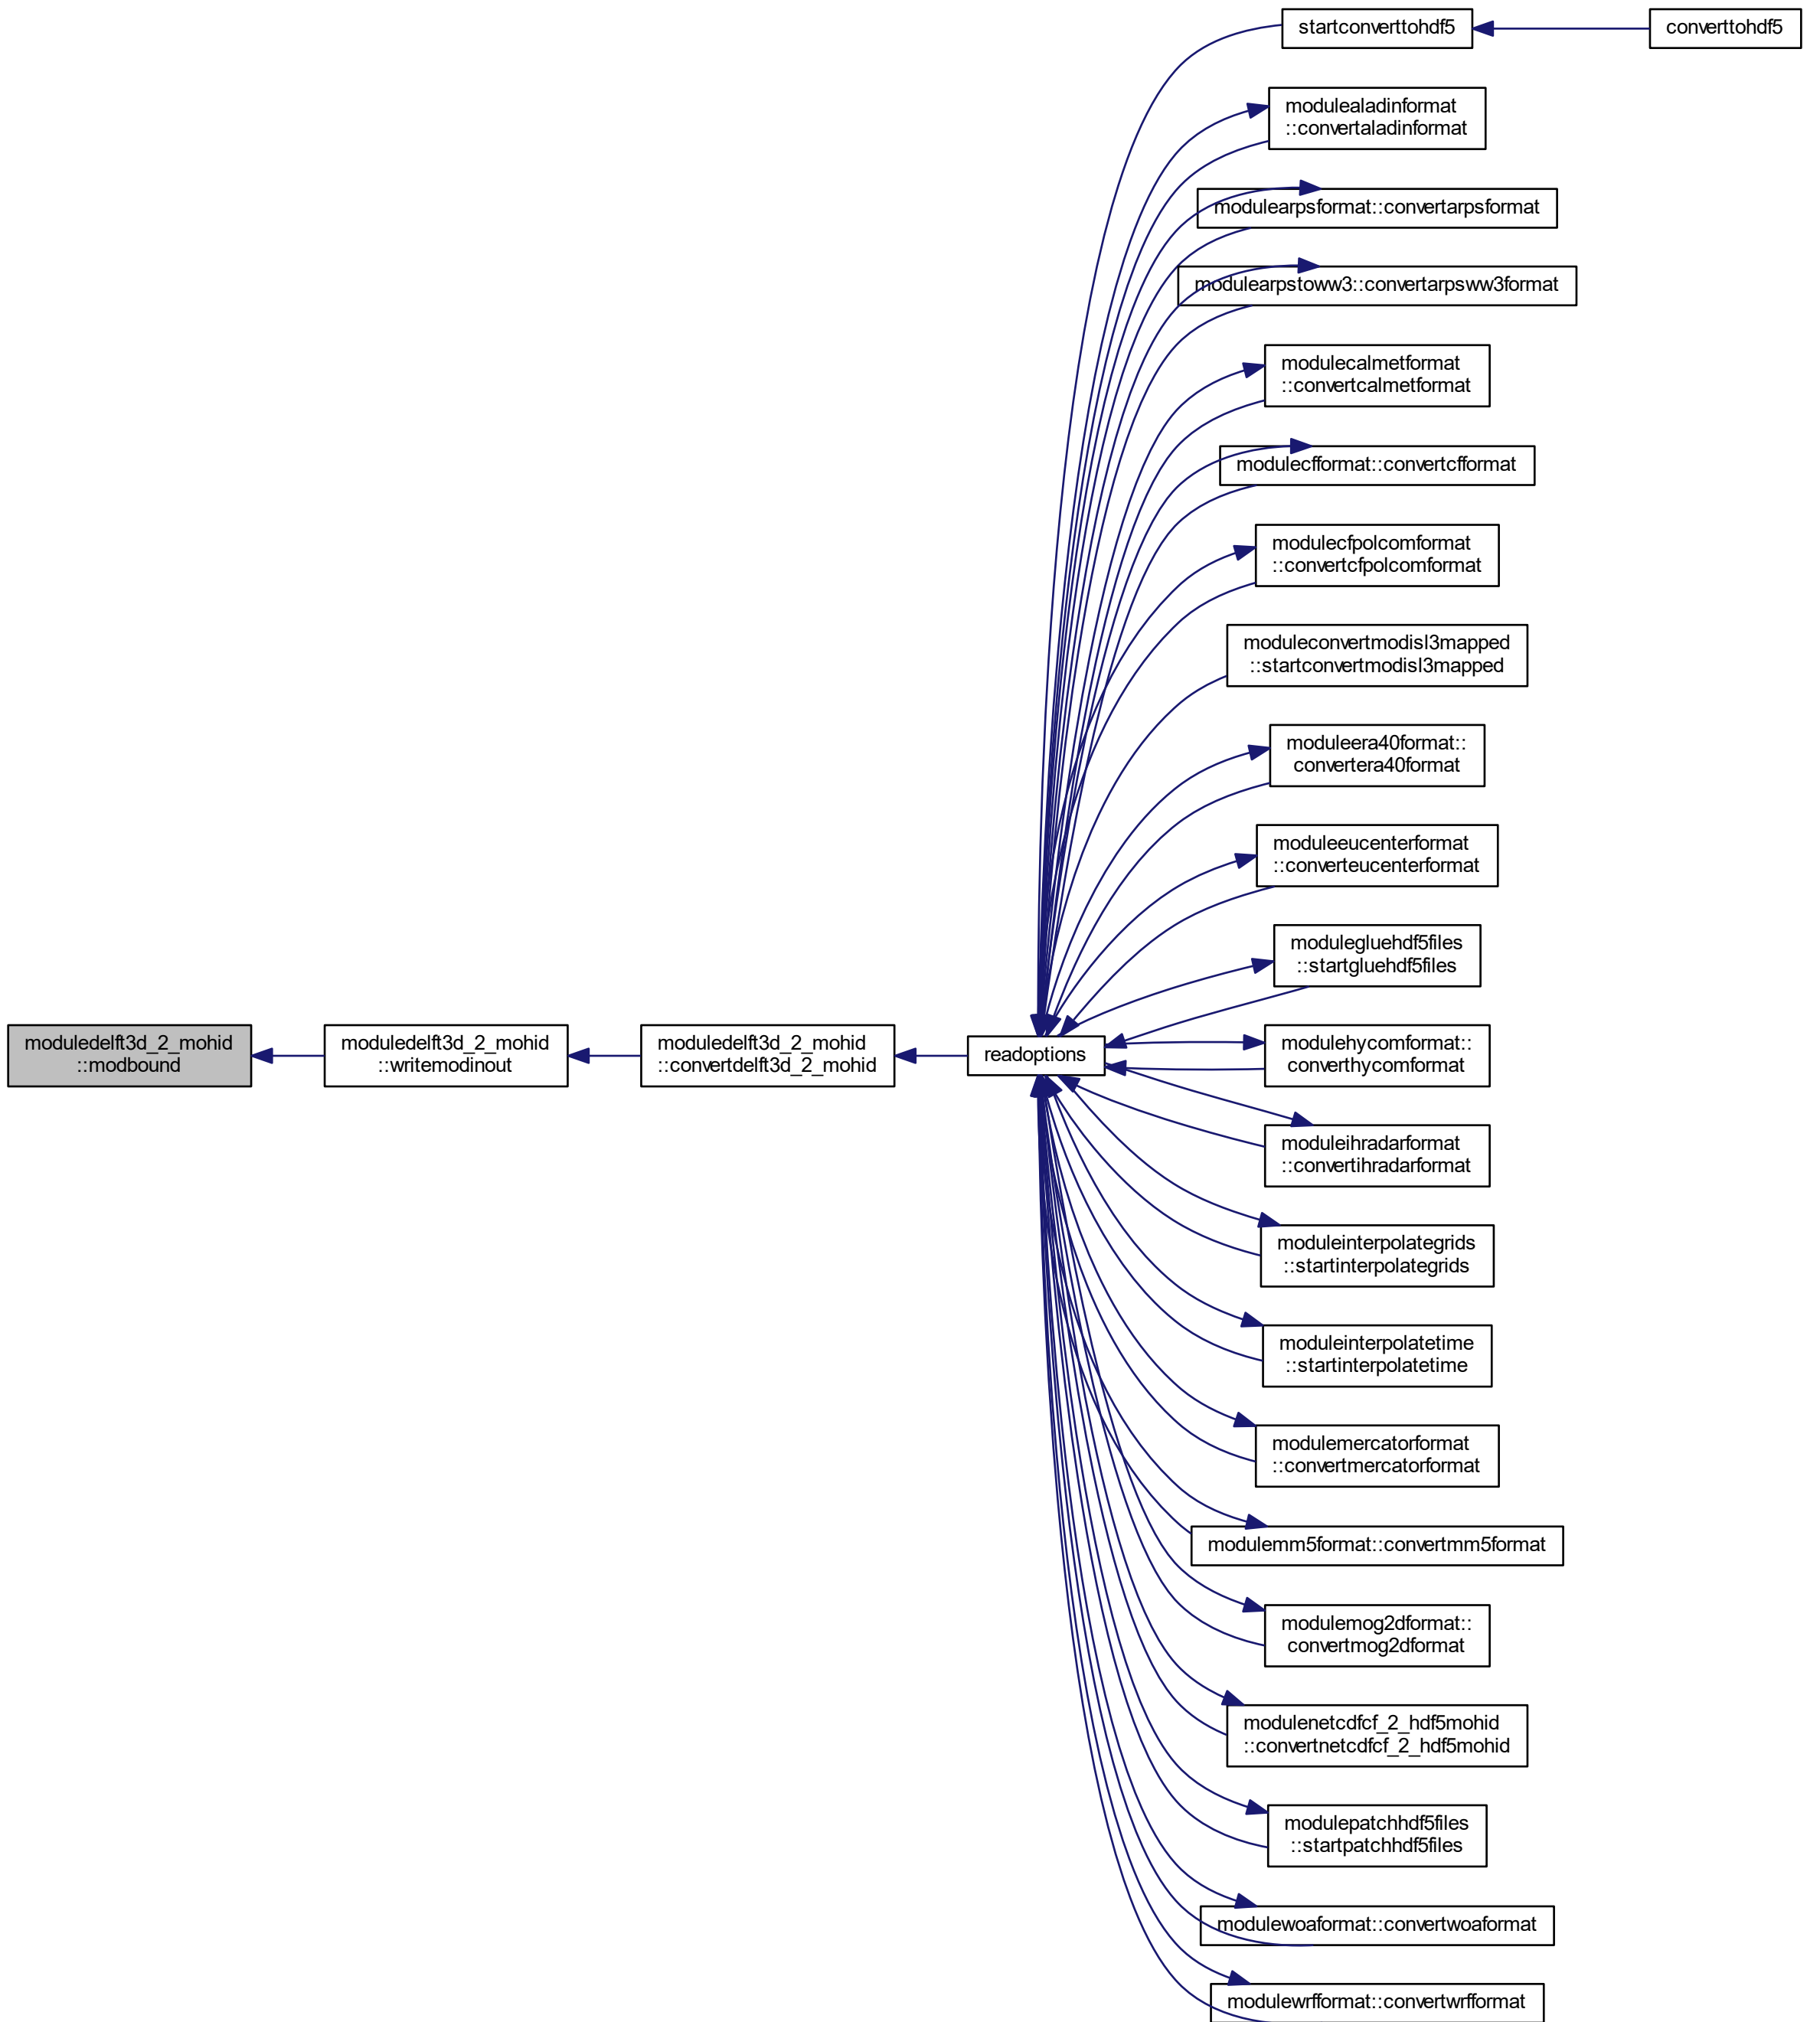 startconverttohdf5
converttohdf5
modulealadinformat
::convertaladinformat
modulearpsformat::convertarpsformat
modulearpstoww3::convertarpsww3format
modulecalmetformat
::convertcalmetformat
modulecfformat::convertcfformat
modulecfpolcomformat
::convertcfpolcomformat
moduleconvertmodisl3mapped
::startconvertmodisl3mapped
moduleera40format::
convertera40format
moduleeucenterformat
::converteucenterformat
modulegluehdf5files
::startgluehdf5files
moduledelft3d_2_mohid
::modbound
moduledelft3d_2_mohid
::writemodinout
moduledelft3d_2_mohid
::convertdelft3d_2_mohid
readoptions
modulehycomformat::
converthycomformat
moduleihradarformat
::convertihradarformat
moduleinterpolategrids
::startinterpolategrids
moduleinterpolatetime
::startinterpolatetime
modulemercatorformat
::convertmercatorformat
modulemm5format::convertmm5format
modulemog2dformat::
convertmog2dformat
modulenetcdfcf_2_hdf5mohid
::convertnetcdfcf_2_hdf5mohid
modulepatchhdf5files
::startpatchhdf5files
modulewoaformat::convertwoaformat
modulewrfformat::convertwrfformat